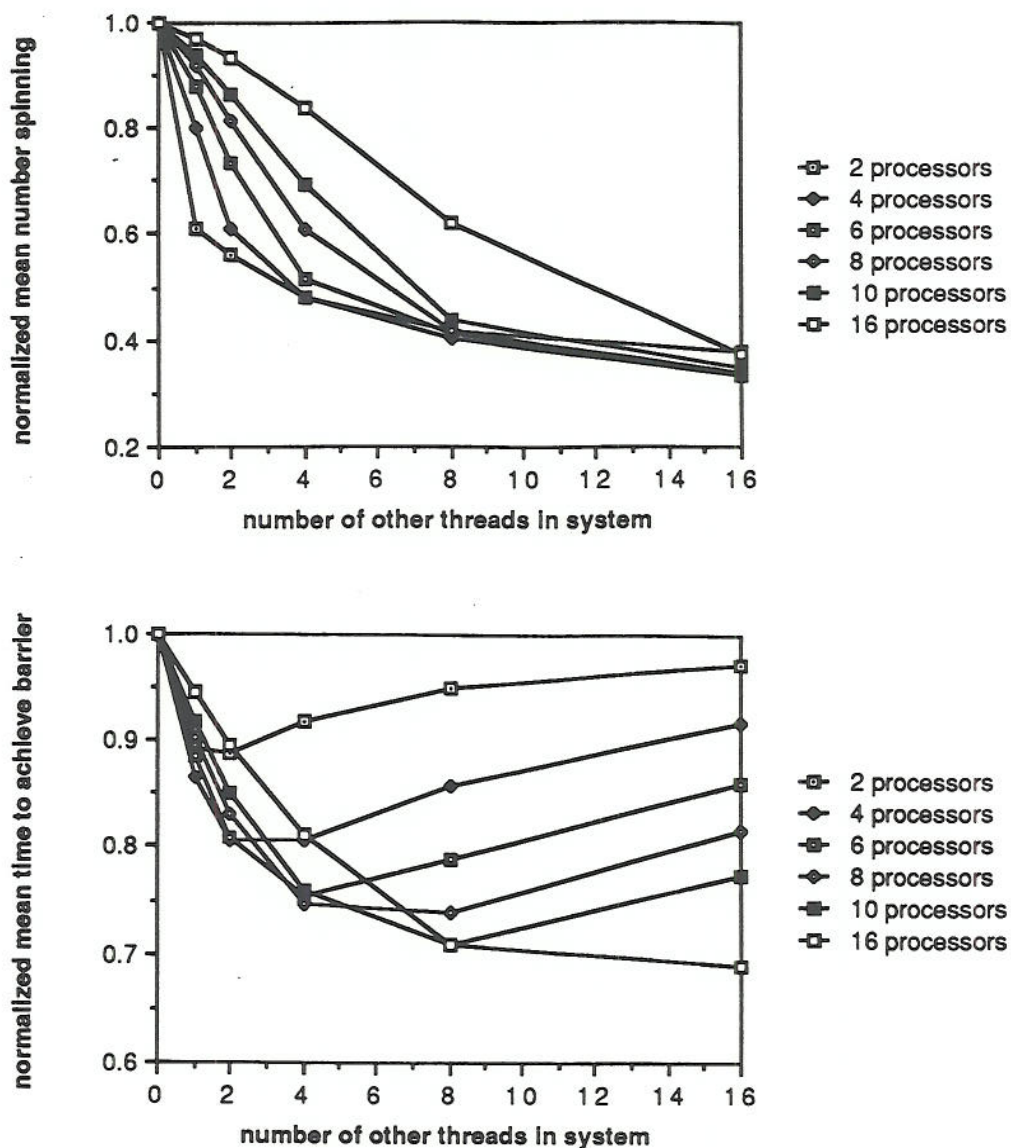 normalized mean number spinning
1.0
0.8
0.6
0.4
0.2
0 2 4 6 8 10 12 14 16
number of other threads in system
2 processors
4 processors
6 processors
8 processors
10 processors
16 processors
normalized mean time to achieve barrier
1.0
0.9
0.8
0.7
0.6
0 2 4 6 8 10 12 14 16
number of other threads in system
2 processors
4 processors
6 processors
8 processors
10 processors
16 processors